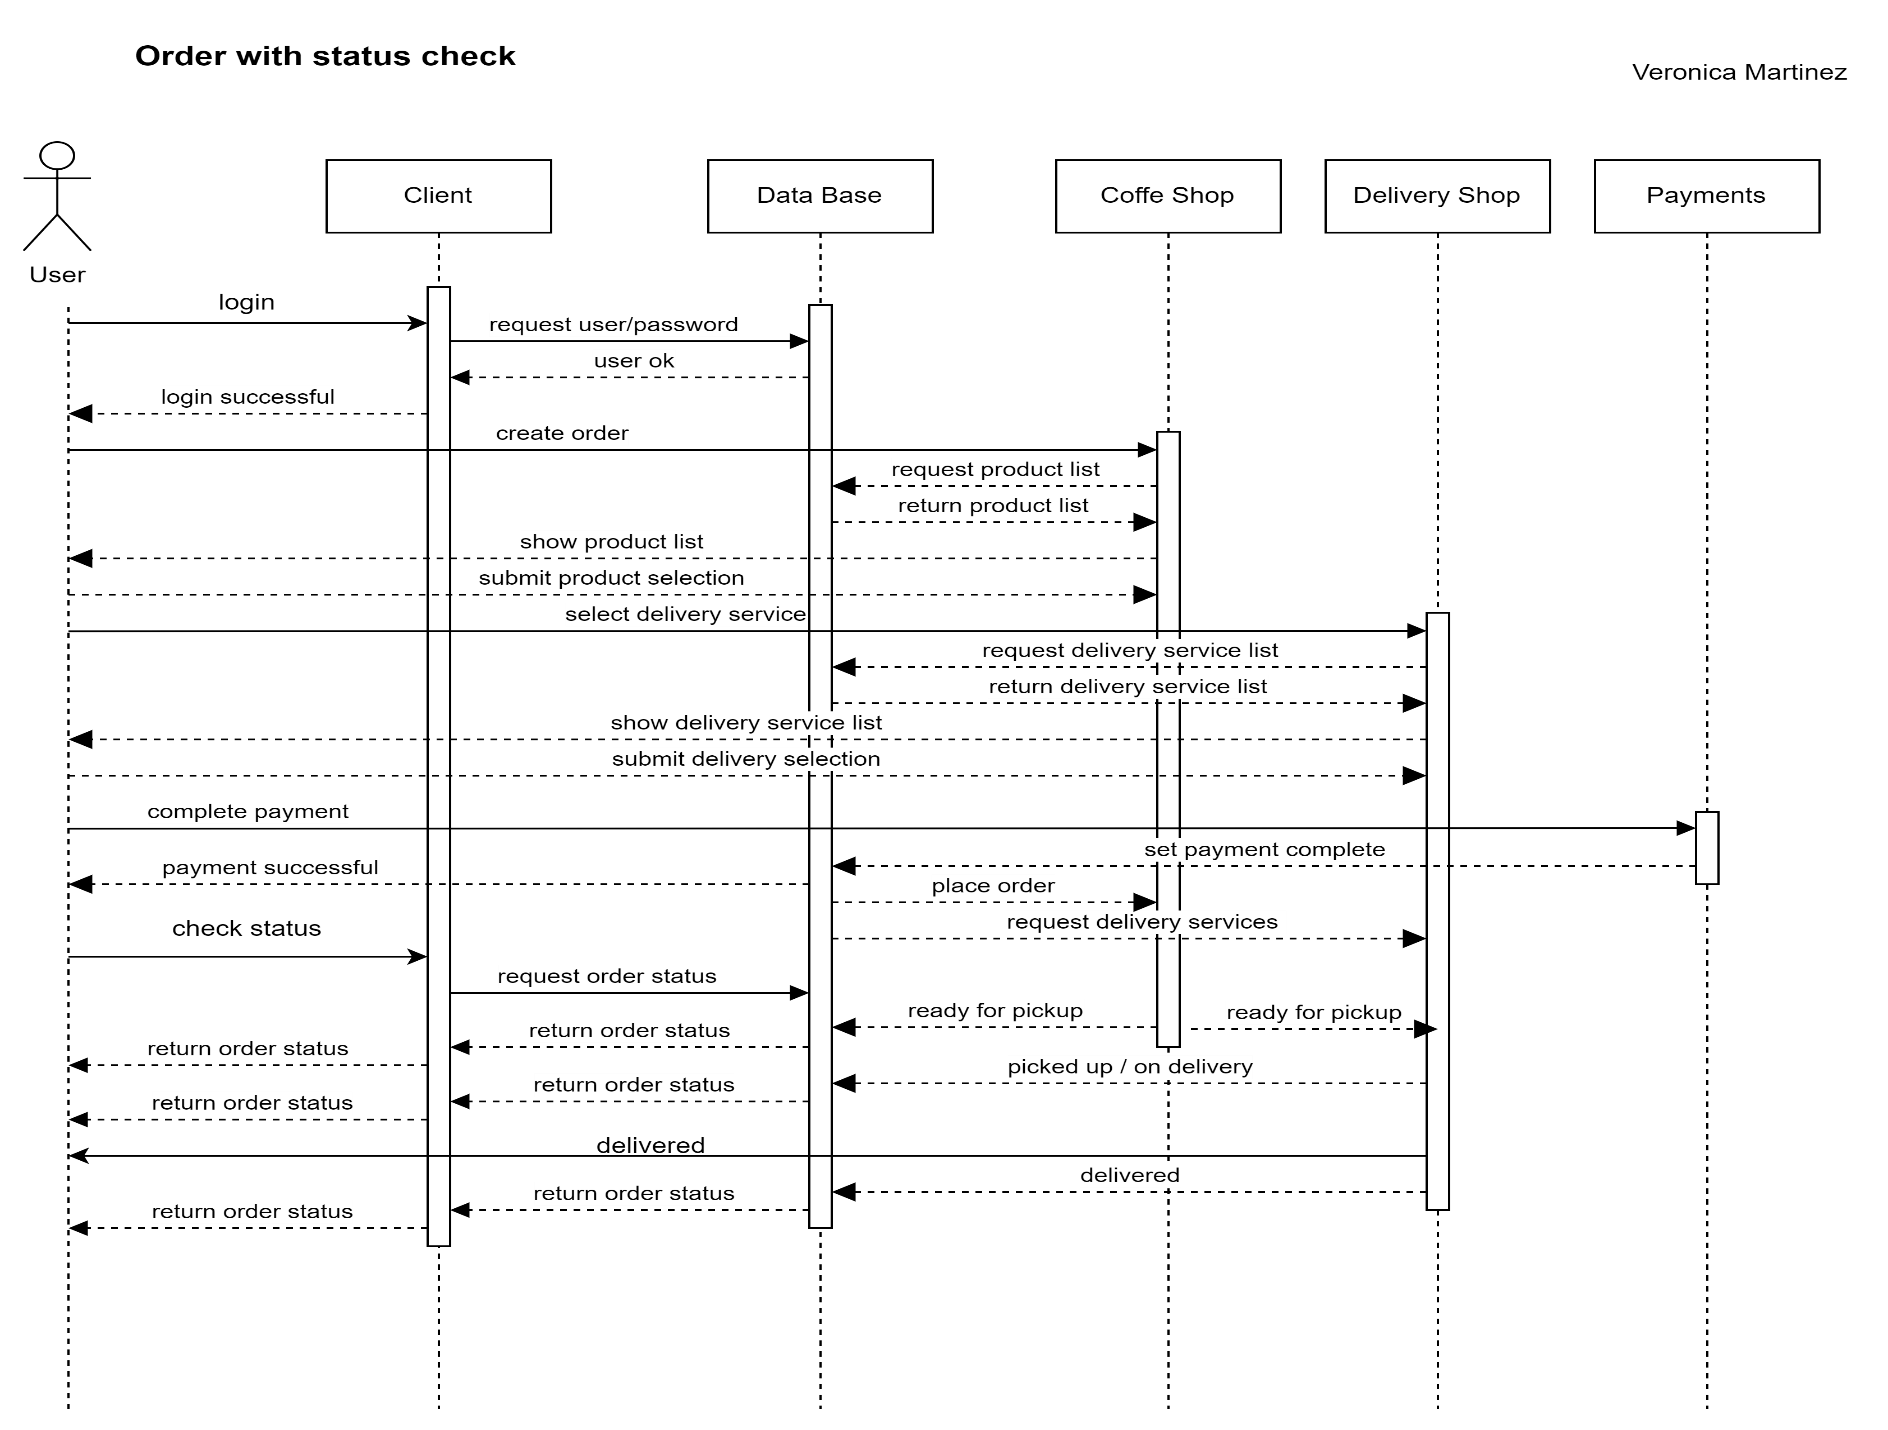 Order with status check
Veronica Martinez
Client
Data Base
Coffe Shop
Delivery Shop
Payments
User
login
request user/password
user ok
login successful
create order
request product list
return product list
show product list
submit product selection
select delivery service
request delivery service list
return delivery service list
show delivery service list
submit delivery selection
complete payment
set payment complete
payment successful
place order
request delivery services
check status
request order status
ready for pickup
ready for pickup
return order status
return order status
picked up / on delivery
return order status
return order status
delivered
delivered
return order status
return order status